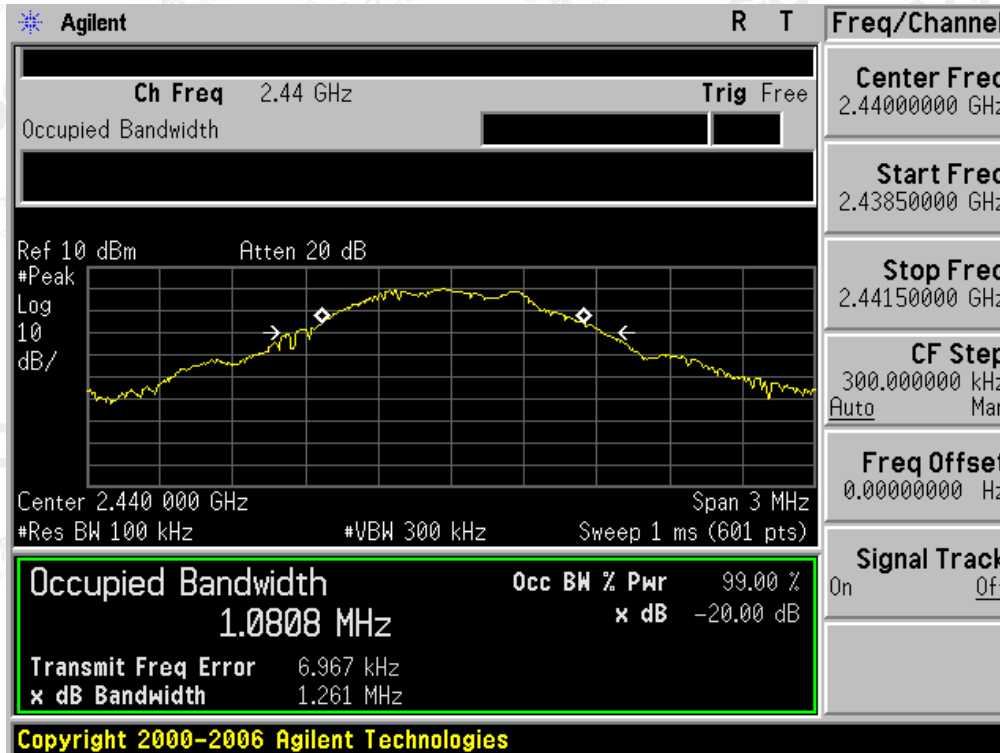 Agilent R T Freq/Channel
Ch Freq 2.44 GHz Trig Free
Occupied Bandwidth
Center Freq
2.44000000 GHz
Start Freq
2.43850000 GHz
Stop Freq
2.44150000 GHz
CF Step
300.000000 kHz
Auto Man
Freq Offset
0.00000000 Hz
Signal Track
On Off
Ref 10 dBm Atten 20 dB
#Peak
Log
10
dB/
Center 2.440 000 GHz Span 3 MHz
#Res BW 100 kHz #VBW 300 kHz Sweep 1 ms (601 pts)
Occupied Bandwidth Occ BW % Pwr 99.00 %
1.0808 MHz x dB -20.00 dB
Transmit Freq Error 6.967 kHz
x dB Bandwidth 1.261 MHz
Copyright 2000-2006 Agilent Technologies